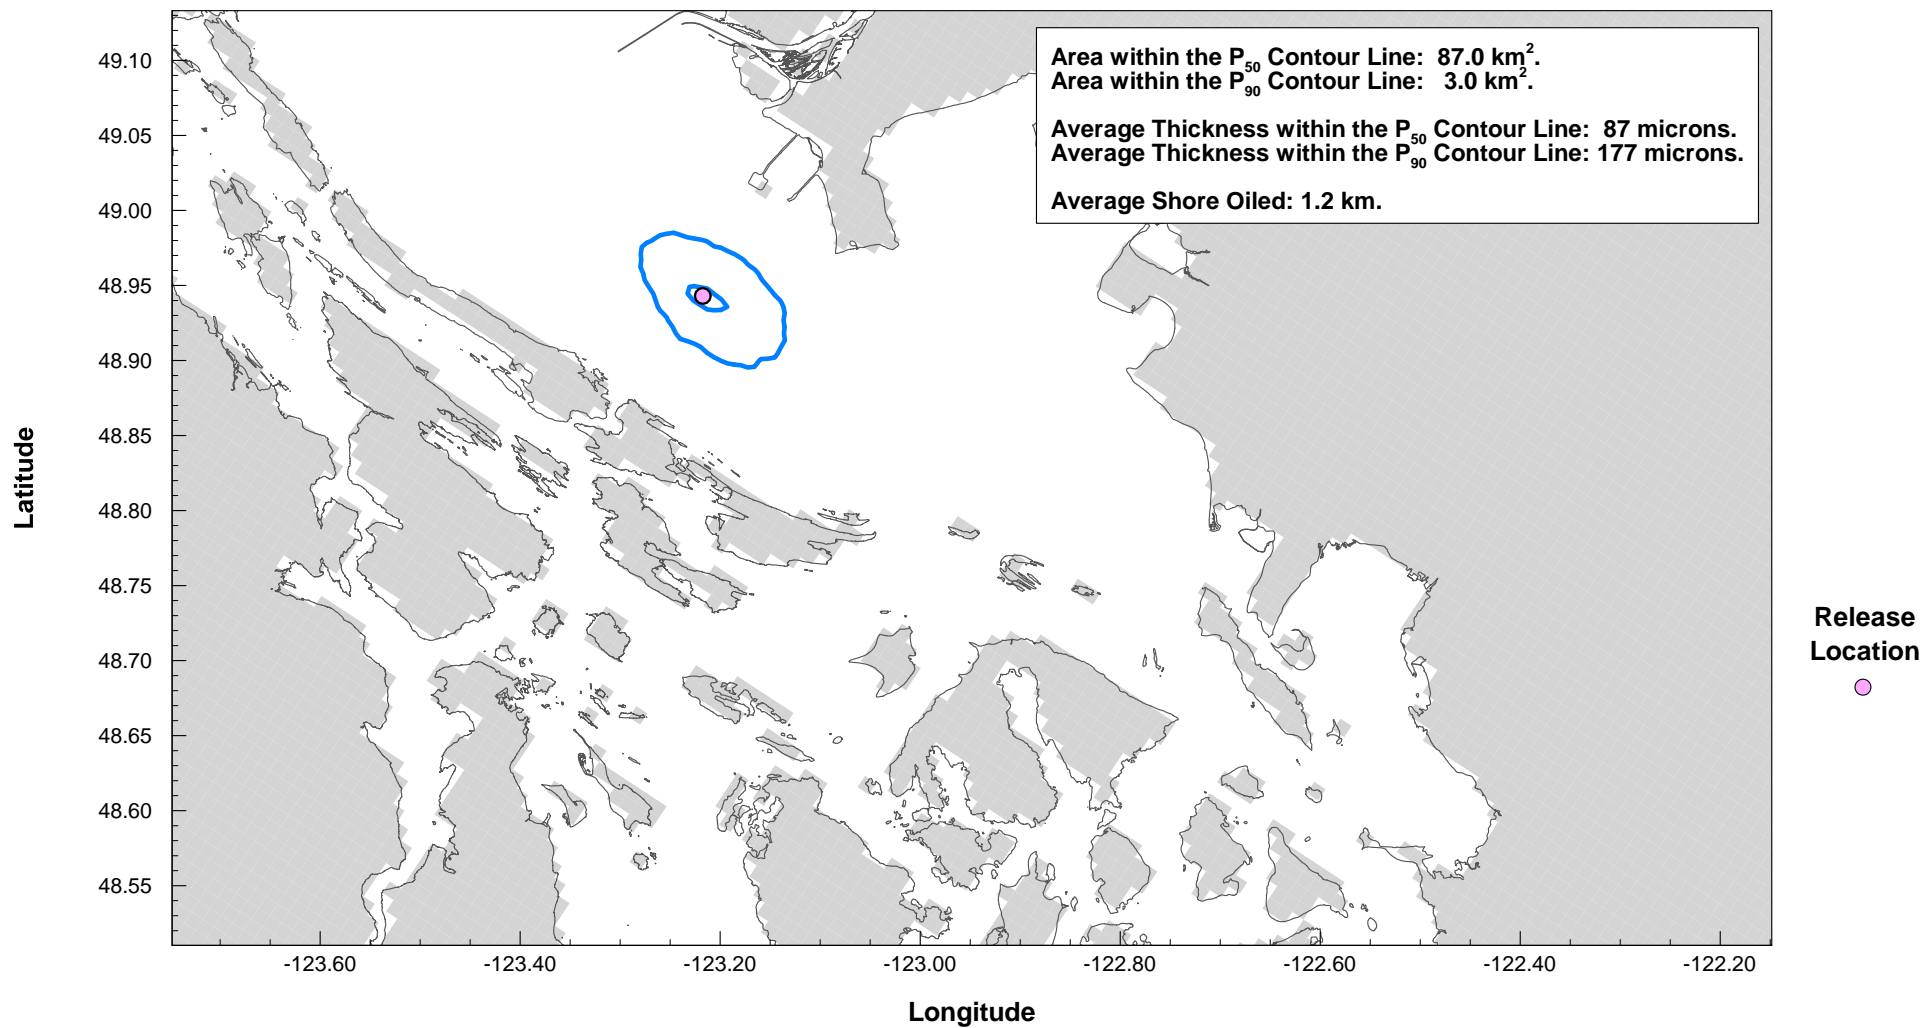 Area within the P50 Contour Line: 87.0 km2.
Area within the P90 Contour Line: 3.0 km2.
Average Thickness within the P50 Contour Line: 87 microns.
Average Thickness within the P90 Contour Line: 177 microns.
Average Shore Oiled: 1.2 km.
49.10
49.05
49.00
48.95
48.90
48.85
48.80
48.75
48.70
48.65
48.60
48.55
Latitude
-123.60
-123.40
-123.20
-123.00
-122.80
-122.60
-122.40
-122.20
Longitude
Release
Location